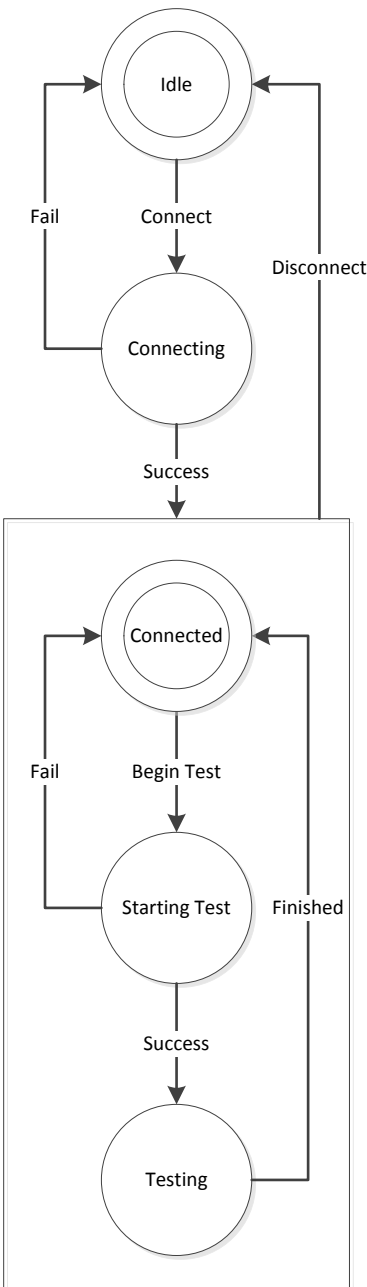 Idle
Fail
Connect
Disconnect
Connecting
Success
Connected
Fail
Begin Test
Starting Test
Finished
Success
Testing